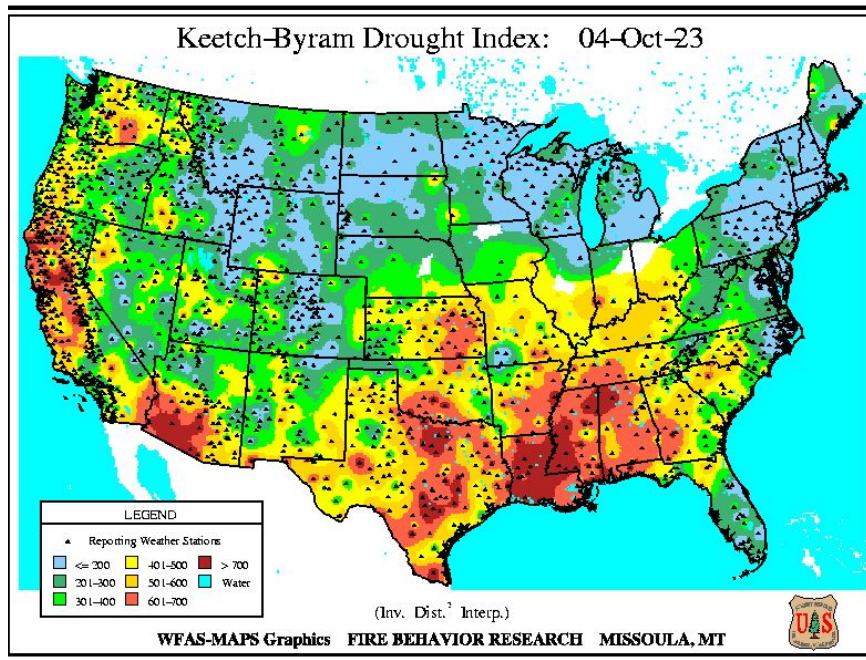 Keetch-Byram Drought Index: 04-Oct-23
LEGEND
Reporting Weather Stations
<= 200
401-500
> 700
201-300
501-600
Water
301-400
601-700
(Inv. Dist.² Interp.)
WFAS-MAPS Graphics FIRE BEHAVIOR RESEARCH MISSOULA, MT
U S